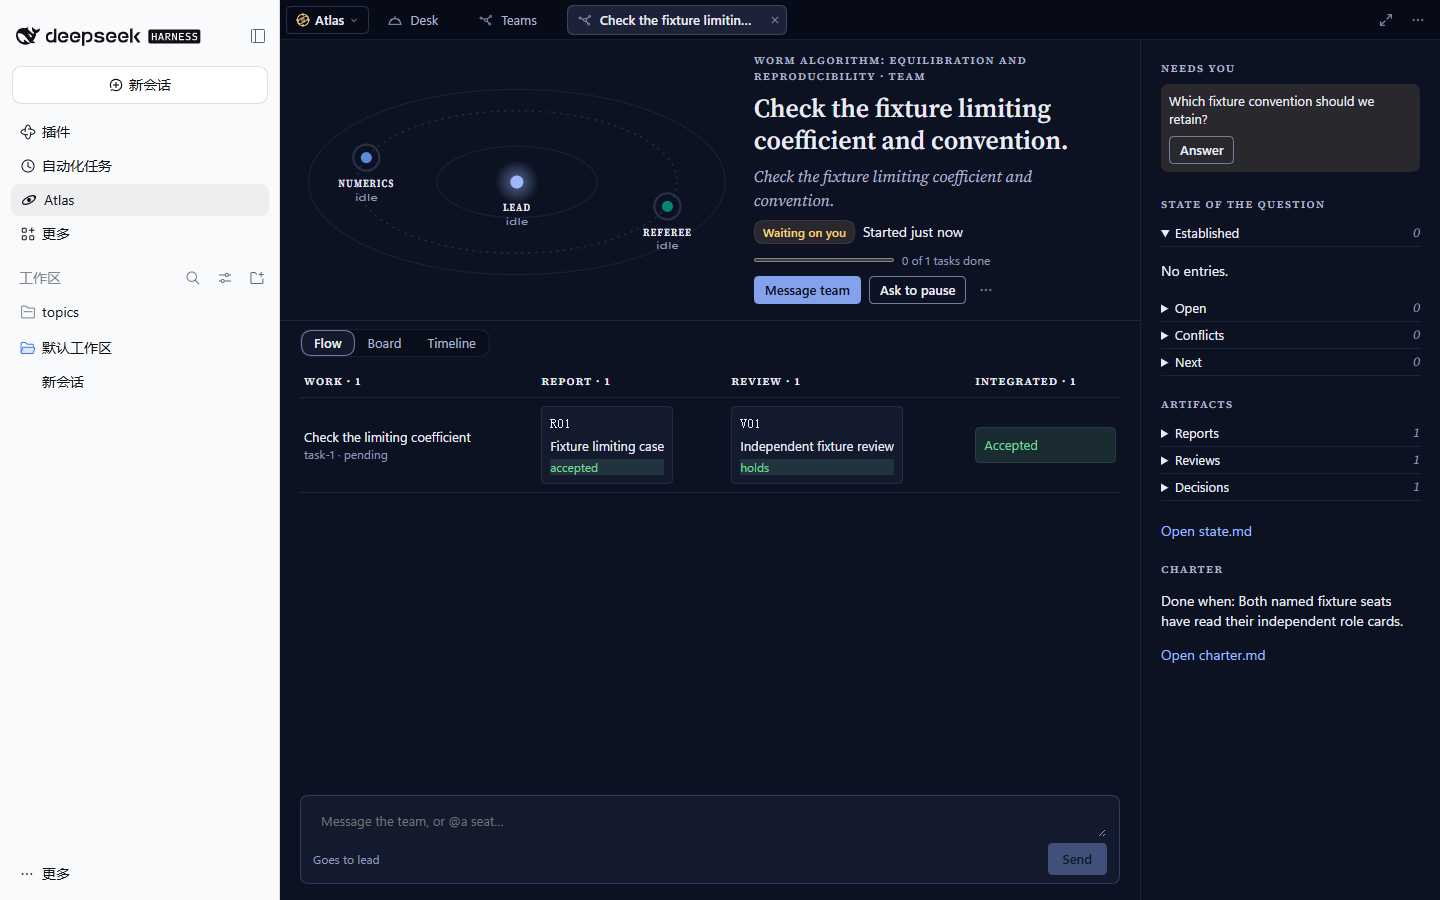 deepseek HARNESS
新会话
插件
自动化任务
Atlas
更多
工作区
topics
默认工作区
新会话
更多
Atlas
Desk
Teams
Check the fixture limitin...
NUMERICS
idle
LEAD
idle
REFEREE
idle
WORM ALGORITHM: EQUILIBRATION AND
REPRODUCIBILITY · TEAM
Check the fixture limiting
coefficient and convention.
Check the fixture limiting coefficient and
convention.
Waiting on you
Started just now
0 of 1 tasks done
Message team
Ask to pause
Flow
Board
Timeline
WORK · 1
REPORT · 1
REVIEW · 1
INTEGRATED · 1
Check the limiting coefficient
task-1 · pending
R01
Fixture limiting case
accepted
V01
Independent fixture review
holds
Accepted
Message the team, or @a seat...
Goes to lead
Send
NEEDS YOU
Which fixture convention should we
retain?
Answer
STATE OF THE QUESTION
Established 0
No entries.
Open 0
Conflicts 0
Next 0
ARTIFACTS
Reports 1
Reviews 1
Decisions 1
Open state.md
CHARTER
Done when: Both named fixture seats
have read their independent role cards.
Open charter.md